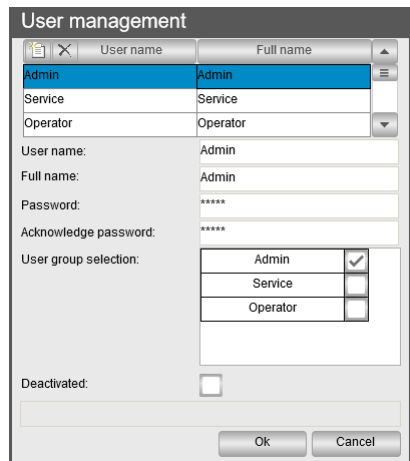 User management
User name Full name
Admin Admin
Service Service
Operator Operator
User name: Admin
Full name: Admin
Password: *****
Acknowledge password: *****
User group selection: Admin
Service
Operator
Deactivated:
Ok Cancel